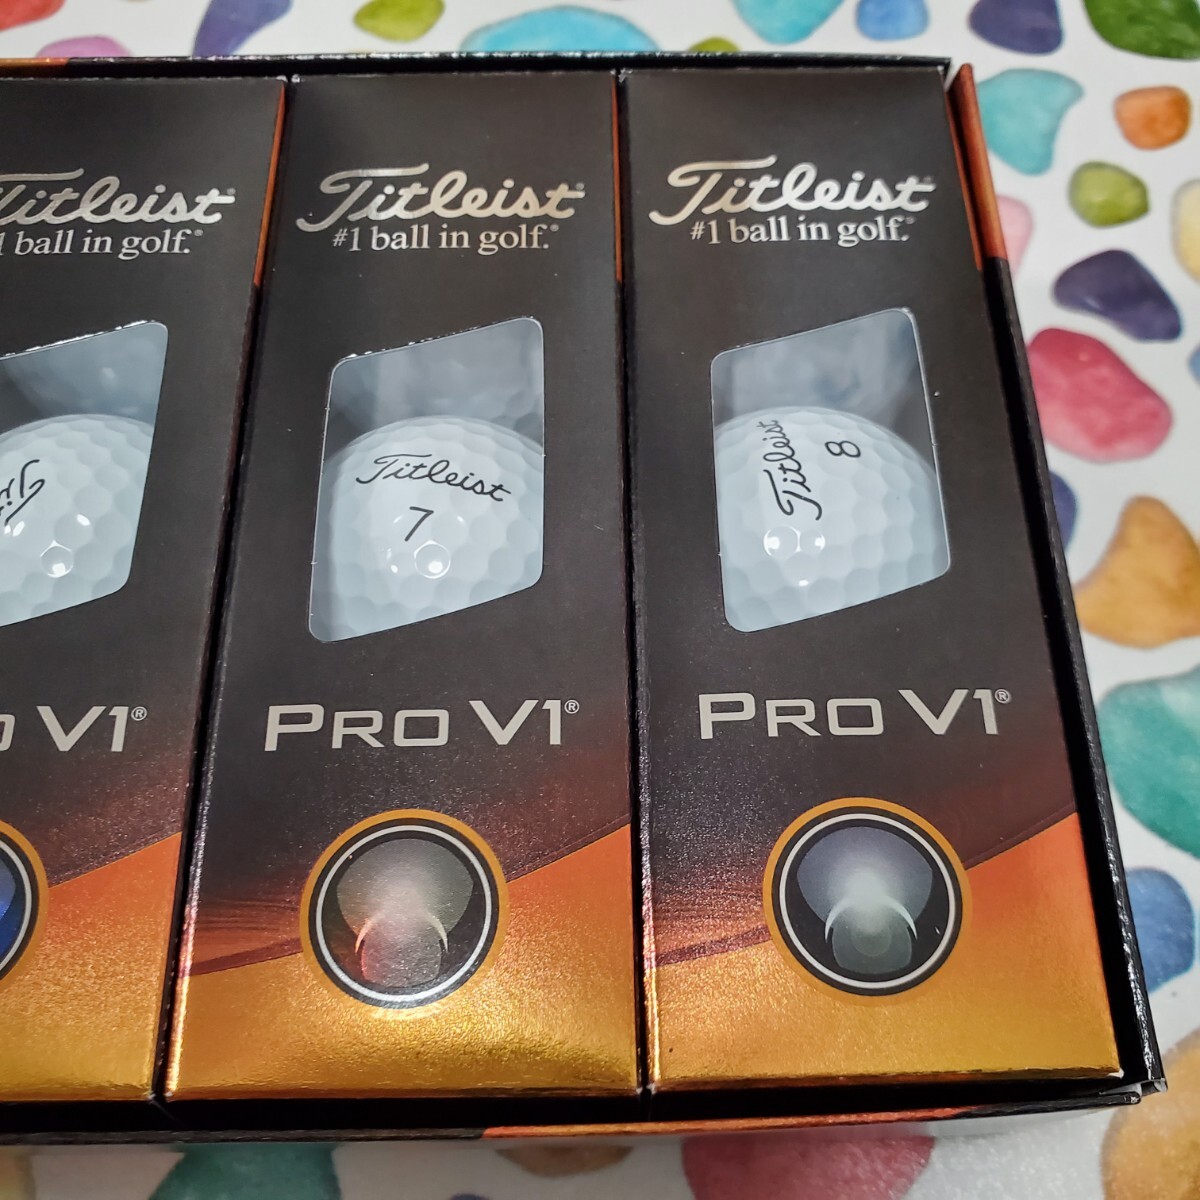 Titleist
1 ball in golf.®
Tit
V1®
Titleist®
#1 ball in golf.®
Titleist
7
PRO V1®
Titleist®
#1 ball in golf.®
Titleist
8
PRO V1®